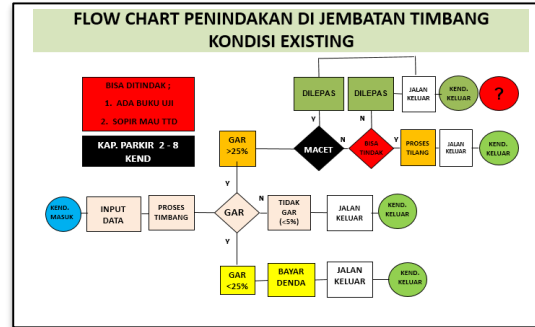 FLOW CHART PENINDAKAN DI JEMBATAN TIMBANG
KONDISI EXISTING
BISA DITINDAK ;
1. ADA BUKU UJI
2. SOPIR MAU TTD
KAP. PARKIR 2 - 8
KEND
DILEPAS
DILEPAS
JALAN
KELUAR
KEND.
KELUAR
?
Y
N
GAR
>25%
MACET
N
BISA
TINDAK
Y
PROSES
TILANG
JALAN
KELUAR
KEND.
KELUAR
Y
KEND.
MASUK
INPUT
DATA
PROSES
TIMBANG
GAR
N
TIDAK
GAR
(<5%)
JALAN
KELUAR
KEND.
KELUAR
Y
GAR
<25%
BAYAR
DENDA
JALAN
KELUAR
KEND.
KELUAR